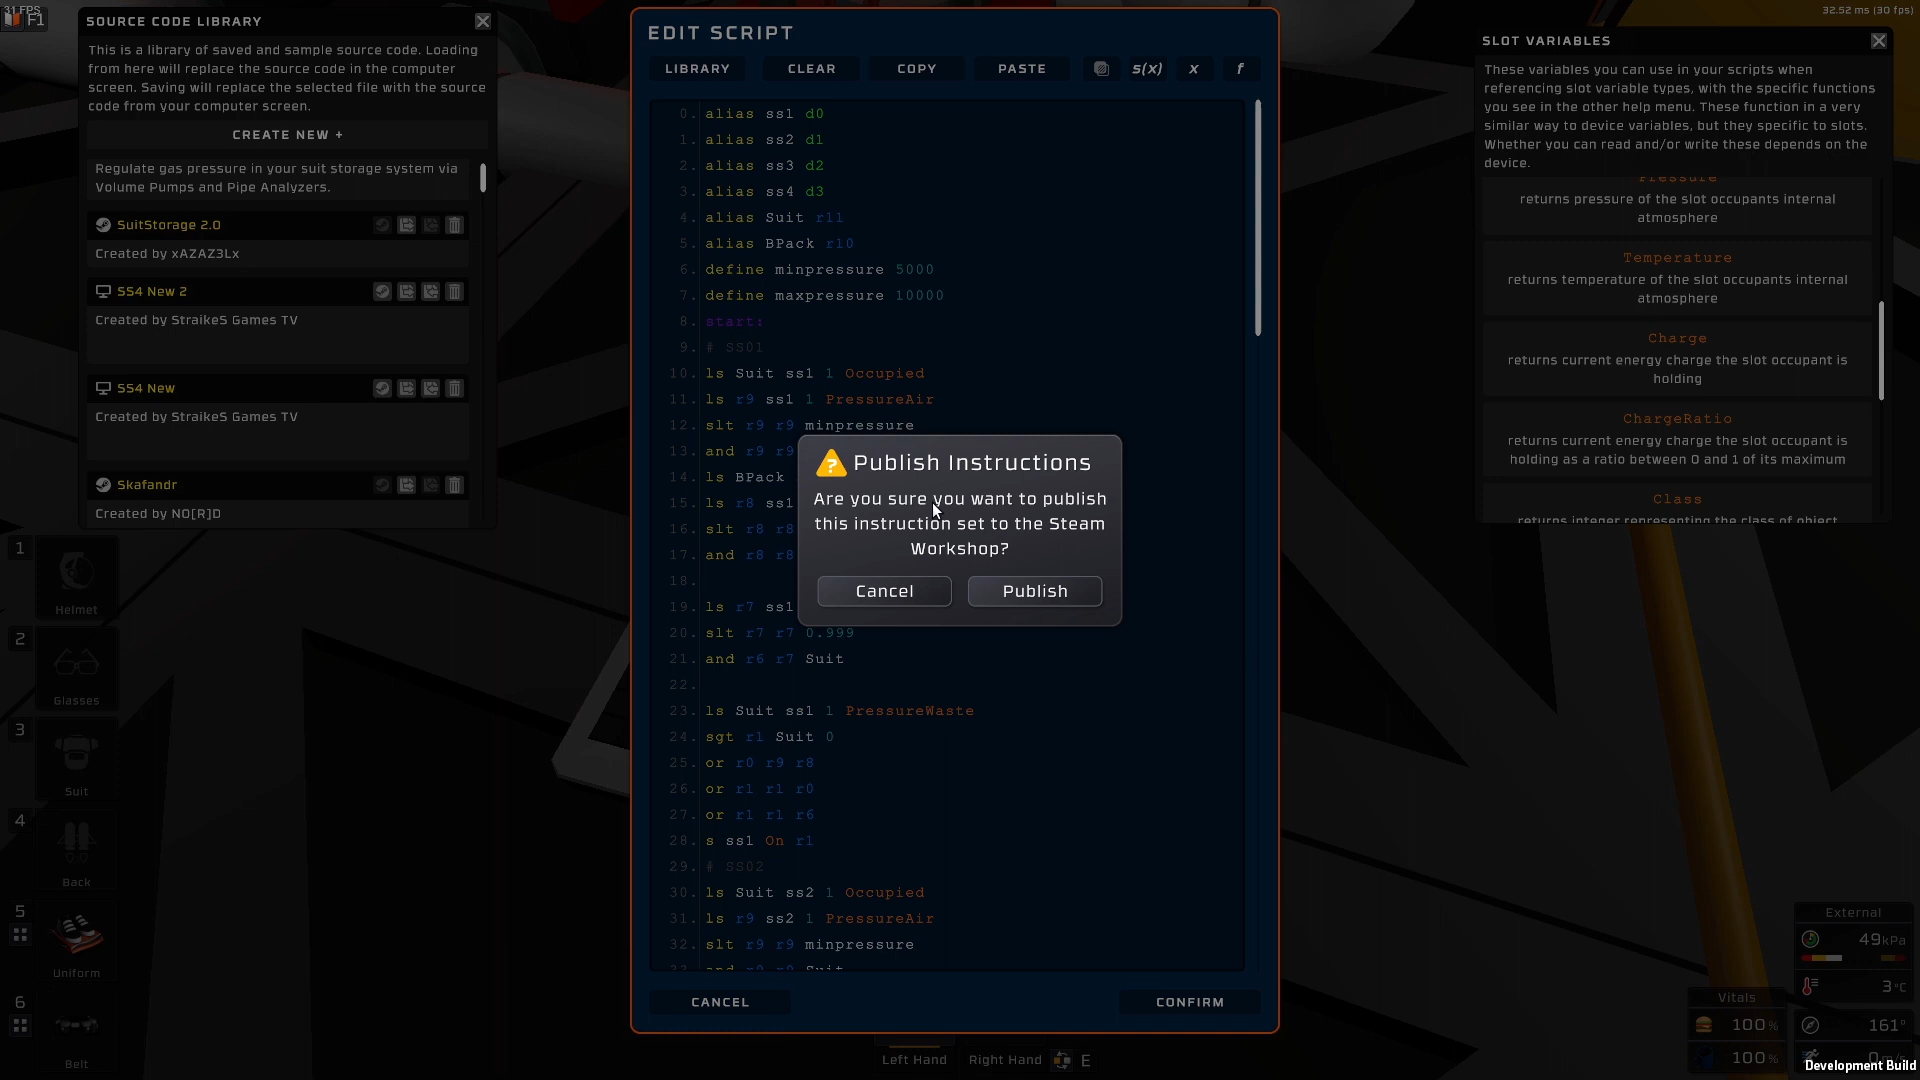 31 FPS
F1
32.52 ms (30 fps)
SOURCE CODE LIBRARY
This is a library of saved and sample source code. Loading
from here will replace the source code in the computer
screen. Saving will replace the selected file with the source
code from your computer screen.
CREATE NEW +
Regulate gas pressure in your suit storage system via
Volume Pumps and Pipe Analyzers.
SuitStorage 2.0
Created by xAZAZ3Lx
SS4 New 2
Created by StraikeS Games TV
SS4 New
Created by StraikeS Games TV
Skafandr
Created by NO[R]D
1
Helmet
2
Glasses
3
Suit
4
Back
5
Uniform
6
Belt
EDIT SCRIPT
LIBRARY CLEAR COPY PASTE s(x) x f
0. alias ss1 d0
1. alias ss2 d1
2. alias ss3 d2
3. alias ss4 d3
4. alias Suit r11
5. alias BPack r10
6. define minpressure 5000
7. define maxpressure 10000
8. start:
9. # SS01
10. ls Suit ss1 1 Occupied
11. ls r9 ss1 1 PressureAir
12. slt r9 r9 minpressure
13. and r9 r9
14. ls BPack
15. ls r8 ss1
16. slt r8 r8
17. and r8 r8
18.
19. ls r7 ss1
20. slt r7 r7 0.999
21. and r6 r7 Suit
22.
23. ls Suit ss1 1 PressureWaste
24. sgt r1 Suit 0
25. or r0 r9 r8
26. or r1 r1 r0
27. or r1 r1 r6
28. s ss1 On r1
29. # SS02
30. ls Suit ss2 1 Occupied
31. ls r9 ss2 1 PressureAir
32. slt r9 r9 minpressure
33. and r9 r9 Suit
CANCEL CONFIRM
Publish Instructions
Are you sure you want to publish
this instruction set to the Steam
Workshop?
Cancel Publish
SLOT VARIABLES
These variables you can use in your scripts when
referencing slot variable types, with the specific functions
you see in the other help menu. These function in a very
similar way to device variables, but they specific to slots.
Whether you can read and/or write these depends on the
device.
Pressure
returns pressure of the slot occupants internal
atmosphere
Temperature
returns temperature of the slot occupants internal
atmosphere
Charge
returns current energy charge the slot occupant is
holding
ChargeRatio
returns current energy charge the slot occupant is
holding as a ratio between 0 and 1 of its maximum
Class
returns integer representing the class of object
Left Hand Right Hand E
External
49kPa
3°C
161°
0m/s
Vitals
100%
100%
Development Build